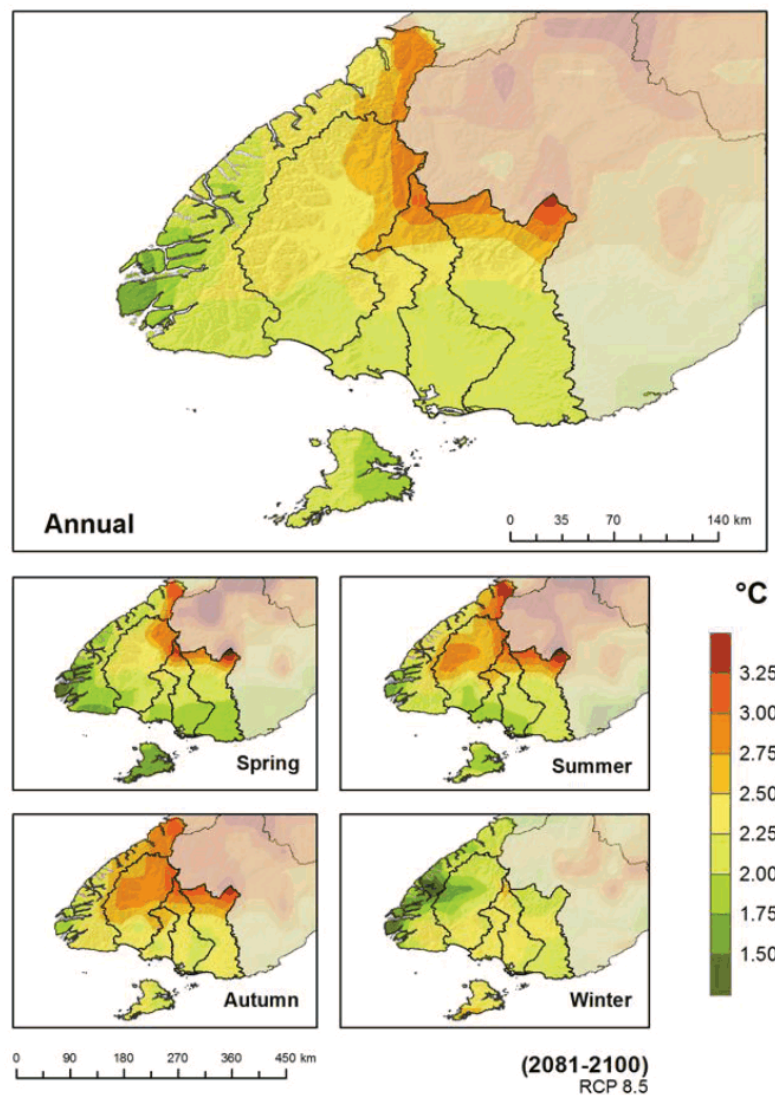 Annual
0 35 70 140 km
°C
Spring
Summer
3.25
3.00
2.75
2.50
2.25
2.00
1.75
1.50
Autumn
Winter
0 90 180 270 360 450 km
(2081-2100)
RCP 8.5